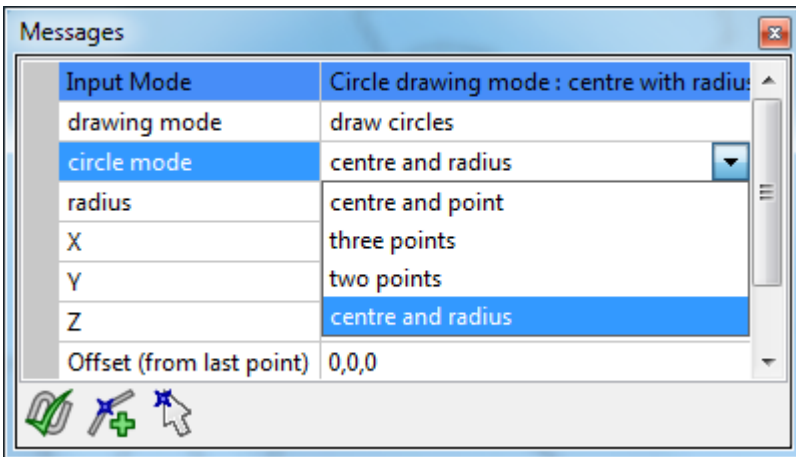 Messages
Input Mode Circle drawing mode : centre with radiu
drawing mode draw circles
circle mode centre and radius
radius centre and point
X three points
Y two points
Z centre and radius
Offset (from last point) 0,0,0